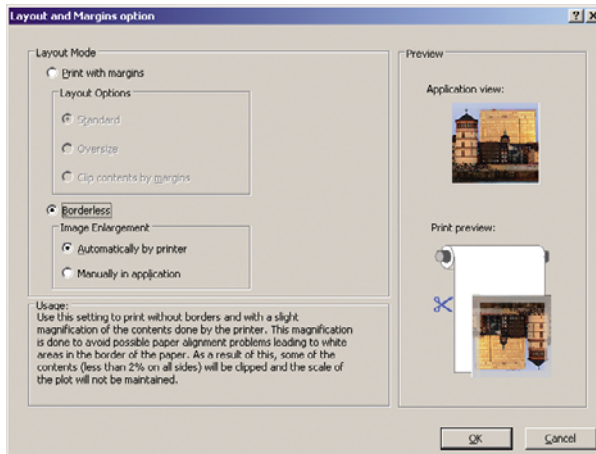 Layout and Margins option
Layout Mode
Print with margins
Layout Options
Standard
Oversize
Clip contents by margins
Borderless
Image Enlargement
Automatically by printer
Manually in application
Usage:
Use this setting to print without borders and with a slight
magnification of the contents done by the printer. This magnification
is done to avoid possible paper alignment problems leading to white
areas in the border of the paper. As a result of this, some of the
contents (less than 2% on all sides) will be clipped and the scale of
the plot will not be maintained.
Preview
Application view:
Print preview:
OK
Cancel